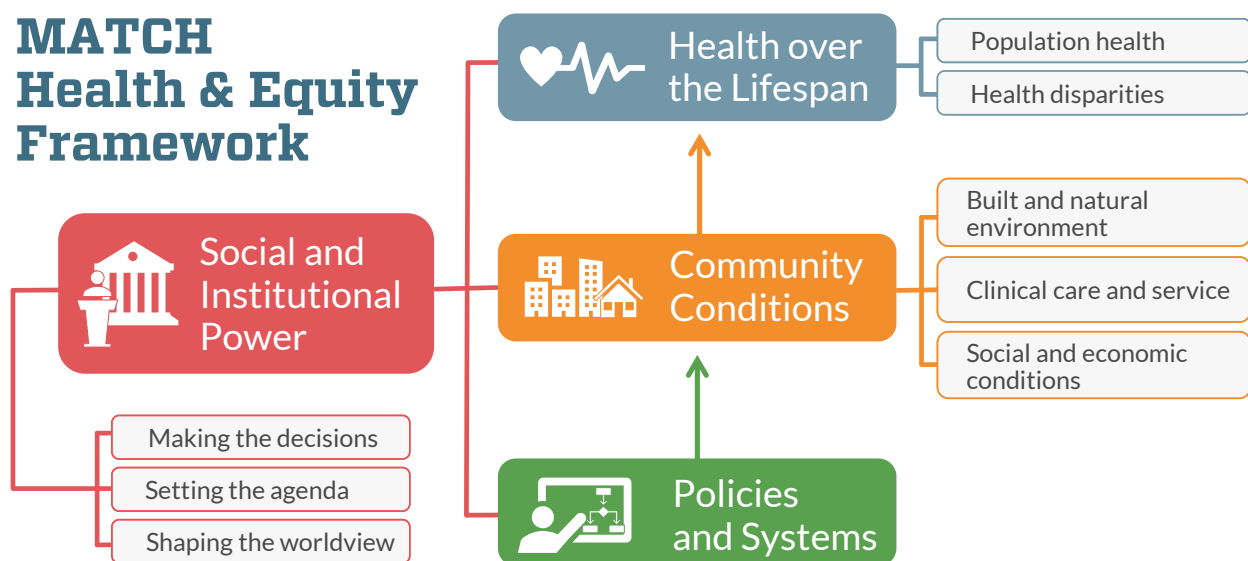 MATCH
Health & Equity
Framework
Health over
the Lifespan
Population health
Health disparities
Social and
Institutional
Power
Community
Conditions
Built and natural
environment
Clinical care and service
Social and economic
conditions
Making the decisions
Setting the agenda
Shaping the worldview
Policies
and Systems